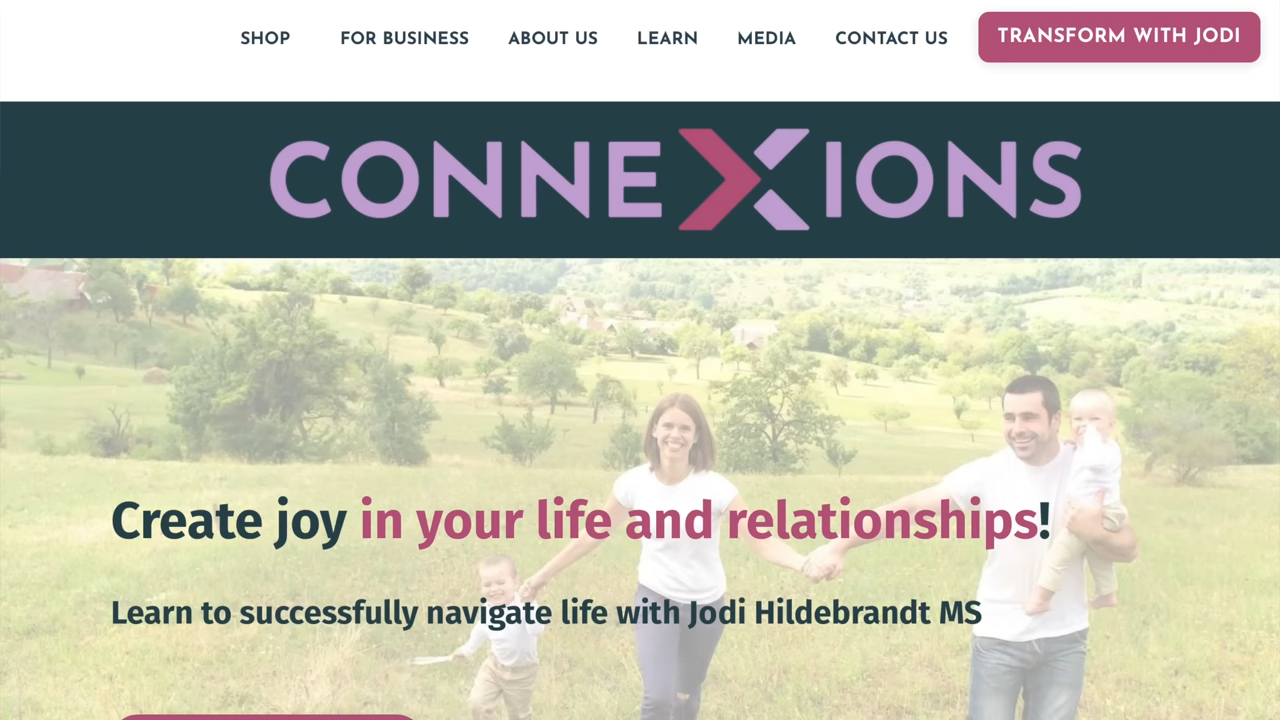 SHOP FOR BUSINESS ABOUT US LEARN MEDIA CONTACT US TRANSFORM WITH JODI
CONNEXIONS
Create joy in your life and relationships!
Learn to successfully navigate life with Jodi Hildebrandt MS